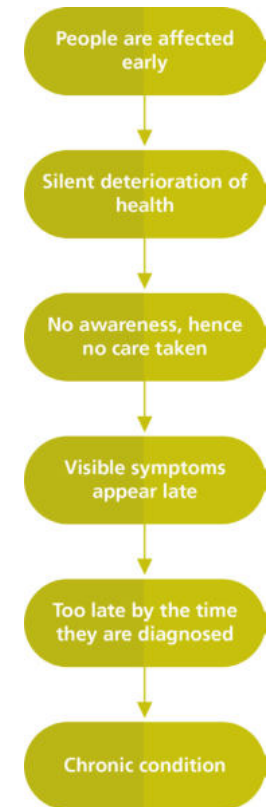 People are affected
early
Silent deterioration of
health
No awareness, hence
no care taken
Visible symptoms
appear late
Too late by the time
they are diagnosed
Chronic condition